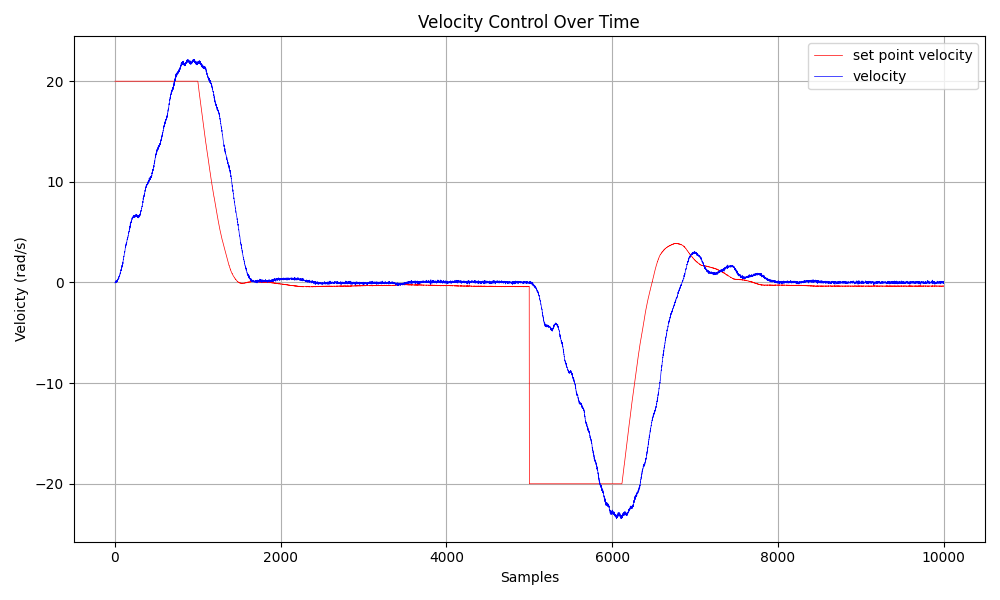 Velocity Control Over Time
set point velocity
velocity
Veloicty (rad/s)
20
10
0
−10
−20
0 2000 4000 6000 8000 10000
Samples